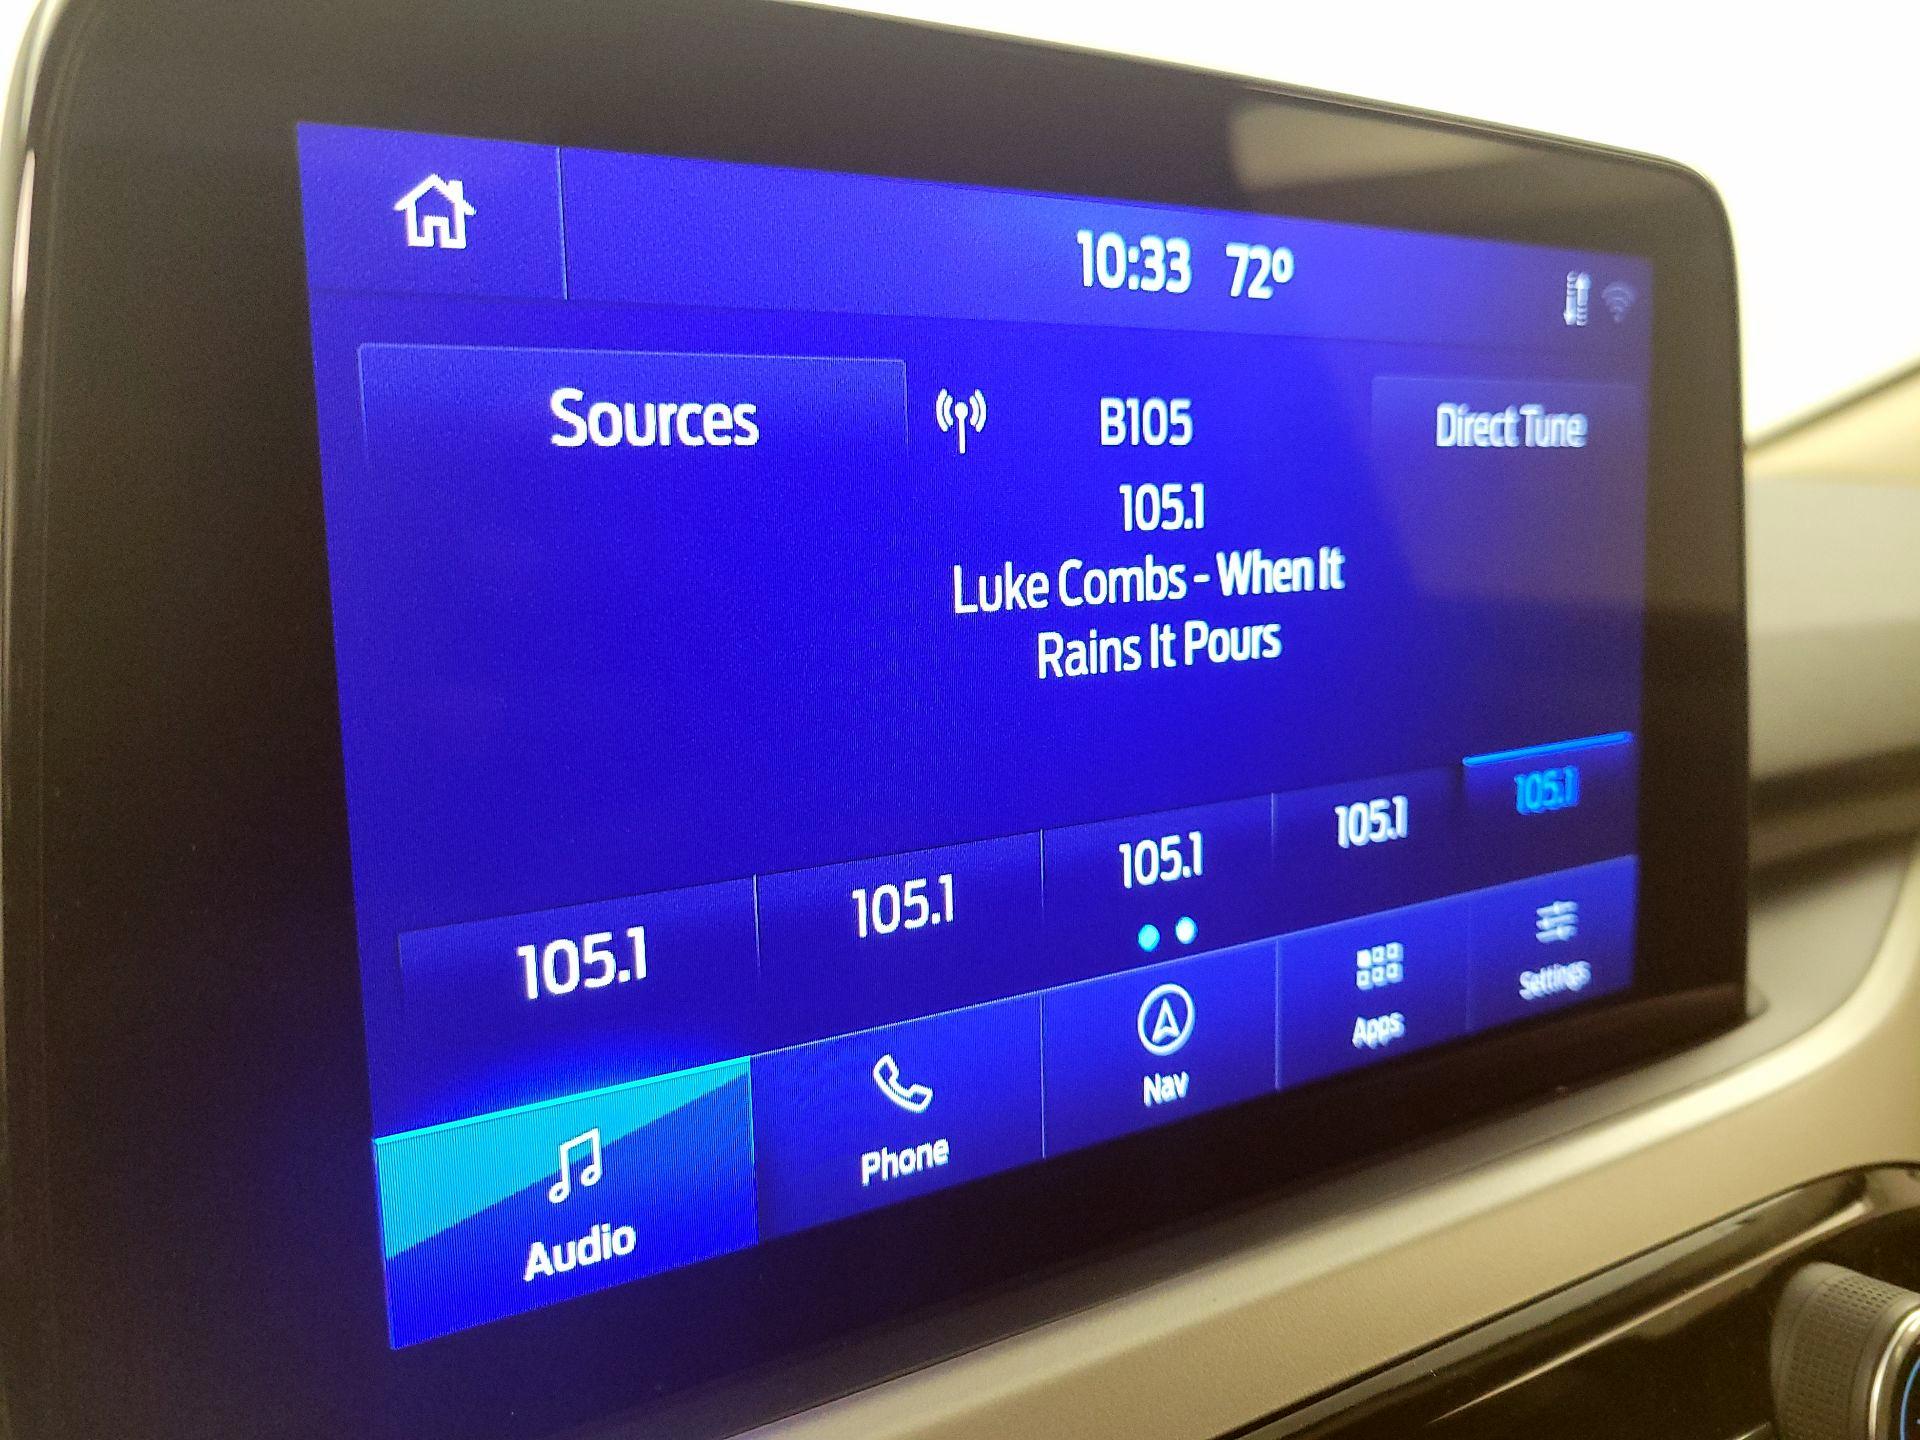 10:33 72º
Sources
B105
Direct Tune
105.1
Luke Combs - When It
Rains It Pours
105.1
105.1
105.1
105.1
105.1
Audio
Phone
Nav
Apps
Settings